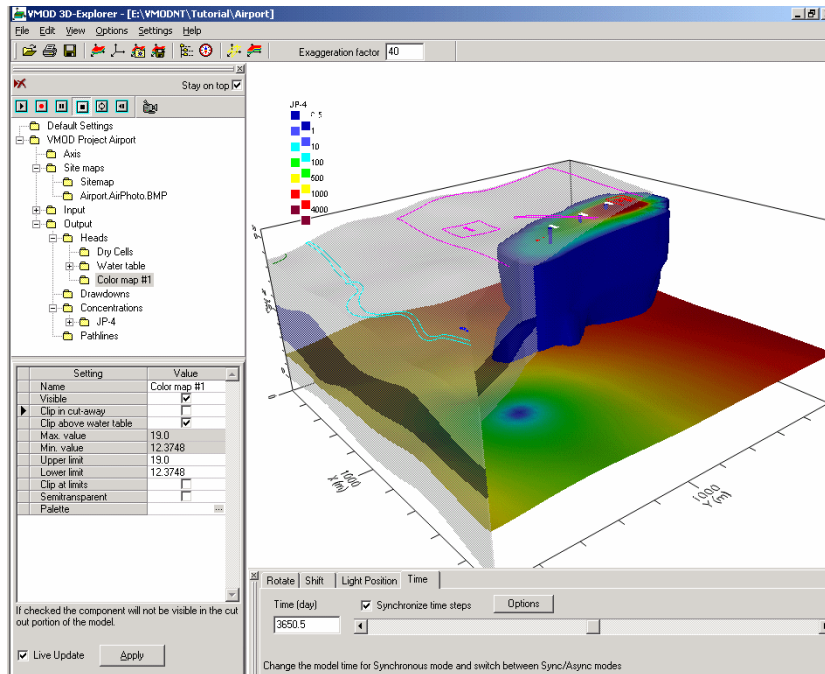 VMOD 3D-Explorer - [E:\VMODNT\Tutorial\Airport]
File Edit View Options Settings Help
Exaggeration factor 40
Stay on top
Default Settings
VMOD Project Airport
Axis
Site maps
Sitemap
Airport.AirPhoto.BMP
Input
Output
Heads
Dry Cells
Water table
Color map #1
Drawdowns
Concentrations
JP-4
Pathlines
Setting Value
Name Color map #1
Visible
Clip in cut-away
Clip above water table
Max. value 19.0
Min. value 12.3748
Upper limit 19.0
Lower limit 12.3748
Clip at limits
Semitransparent
Palette ...
If checked the component will not be visible in the cut
out portion of the model.
Live Update Apply
JP-4
1
10
100
500
1000
4000
1000
X (m)
1000
Y (m)
Rotate Shift Light Position Time
Time (day) Synchronize time steps Options
3650.5
Change the model time for Synchronous mode and switch between Sync/Async modes